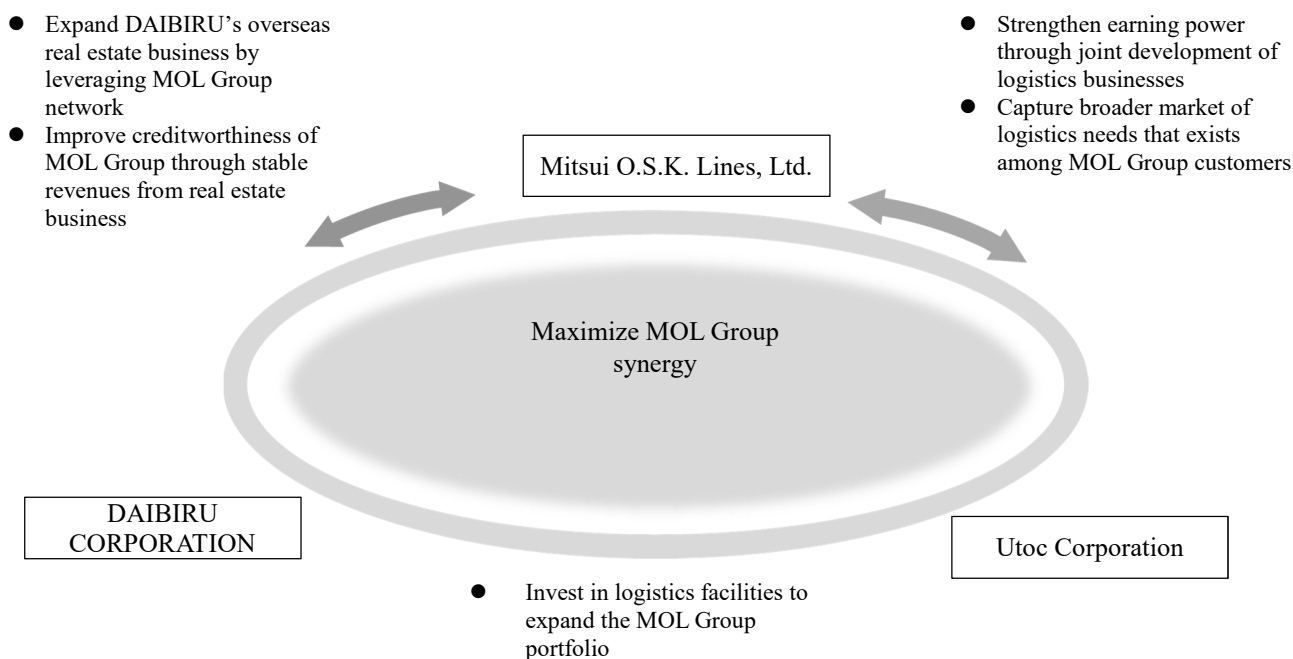 ● Expand DAIBIRU’s overseas
real estate business by
leveraging MOL Group
network
● Improve creditworthiness of
MOL Group through stable
revenues from real estate
business
● Strengthen earning power
through joint development of
logistics businesses
● Capture broader market of
logistics needs that exists
among MOL Group customers
Mitsui O.S.K. Lines, Ltd.
Maximize MOL Group
synergy
DAIBIRU
CORPORATION
Utoc Corporation
● Invest in logistics facilities to
expand the MOL Group
portfolio